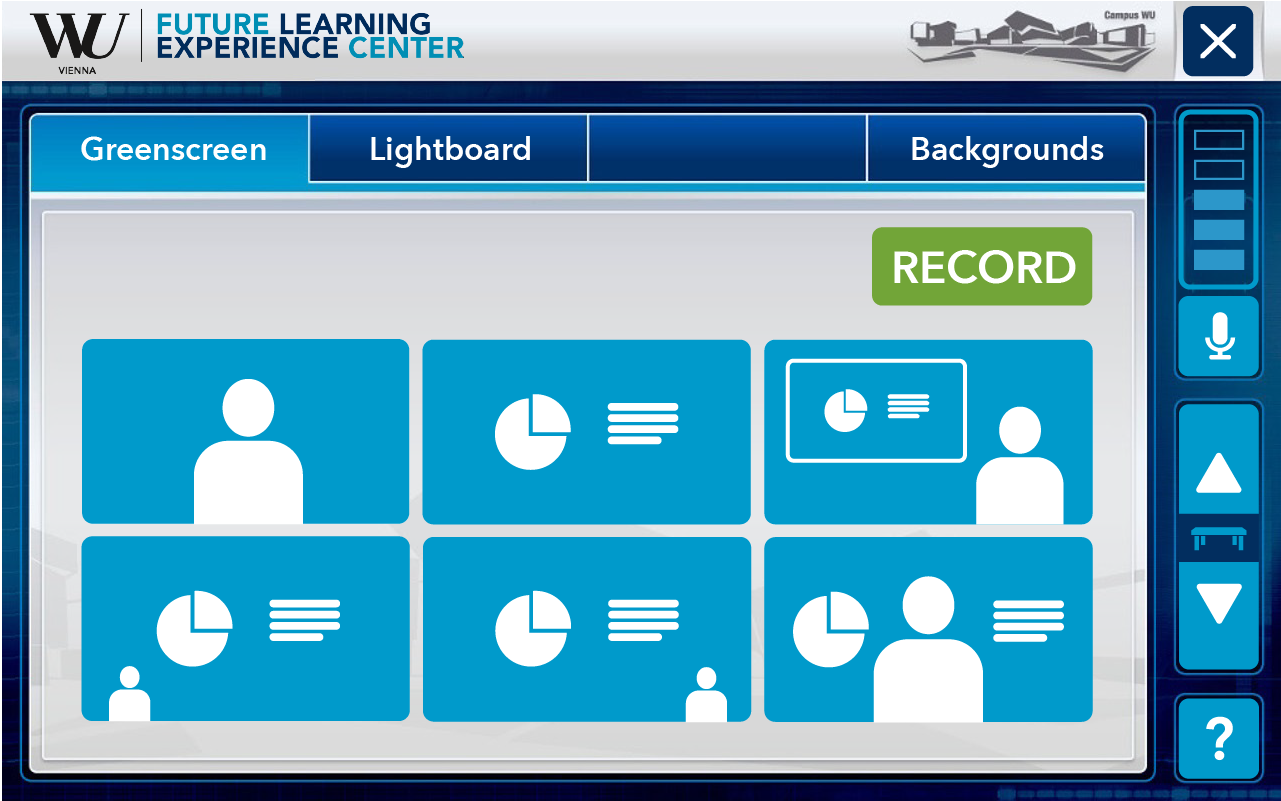 WU
VIENNA
FUTURE LEARNING
EXPERIENCE CENTER
Campus WU
Greenscreen
Lightboard
Backgrounds
RECORD
?